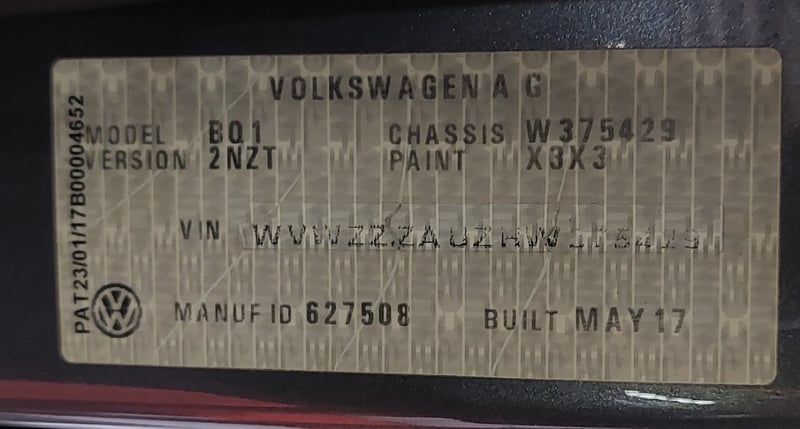 VOLKSWAGEN A G
MODEL BQ1 CHASSIS W375429
VERSION 2NZT PAINT X3X3
VIN WVWZZZAUZHW375429
MANUF ID 627508 BUILT MAY 17
PAT23/01/17B00004652